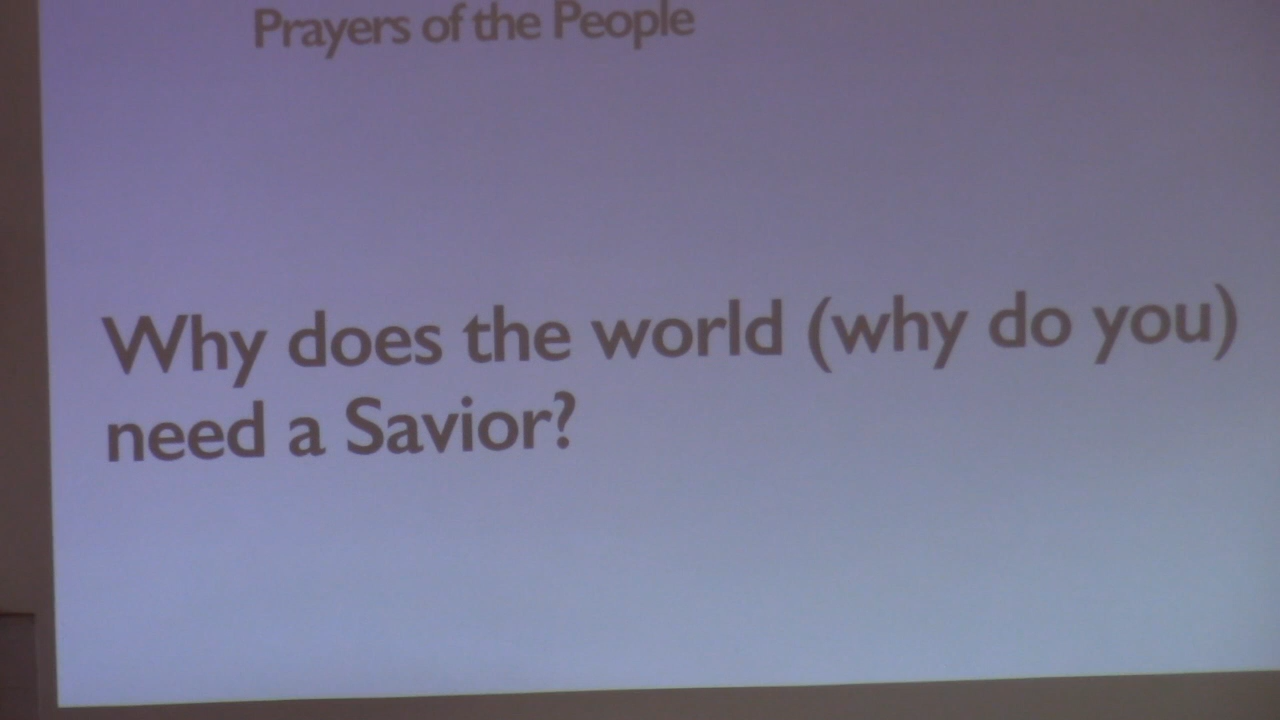 Prayers of the People
Why does the world (why do you)
need a Savior?